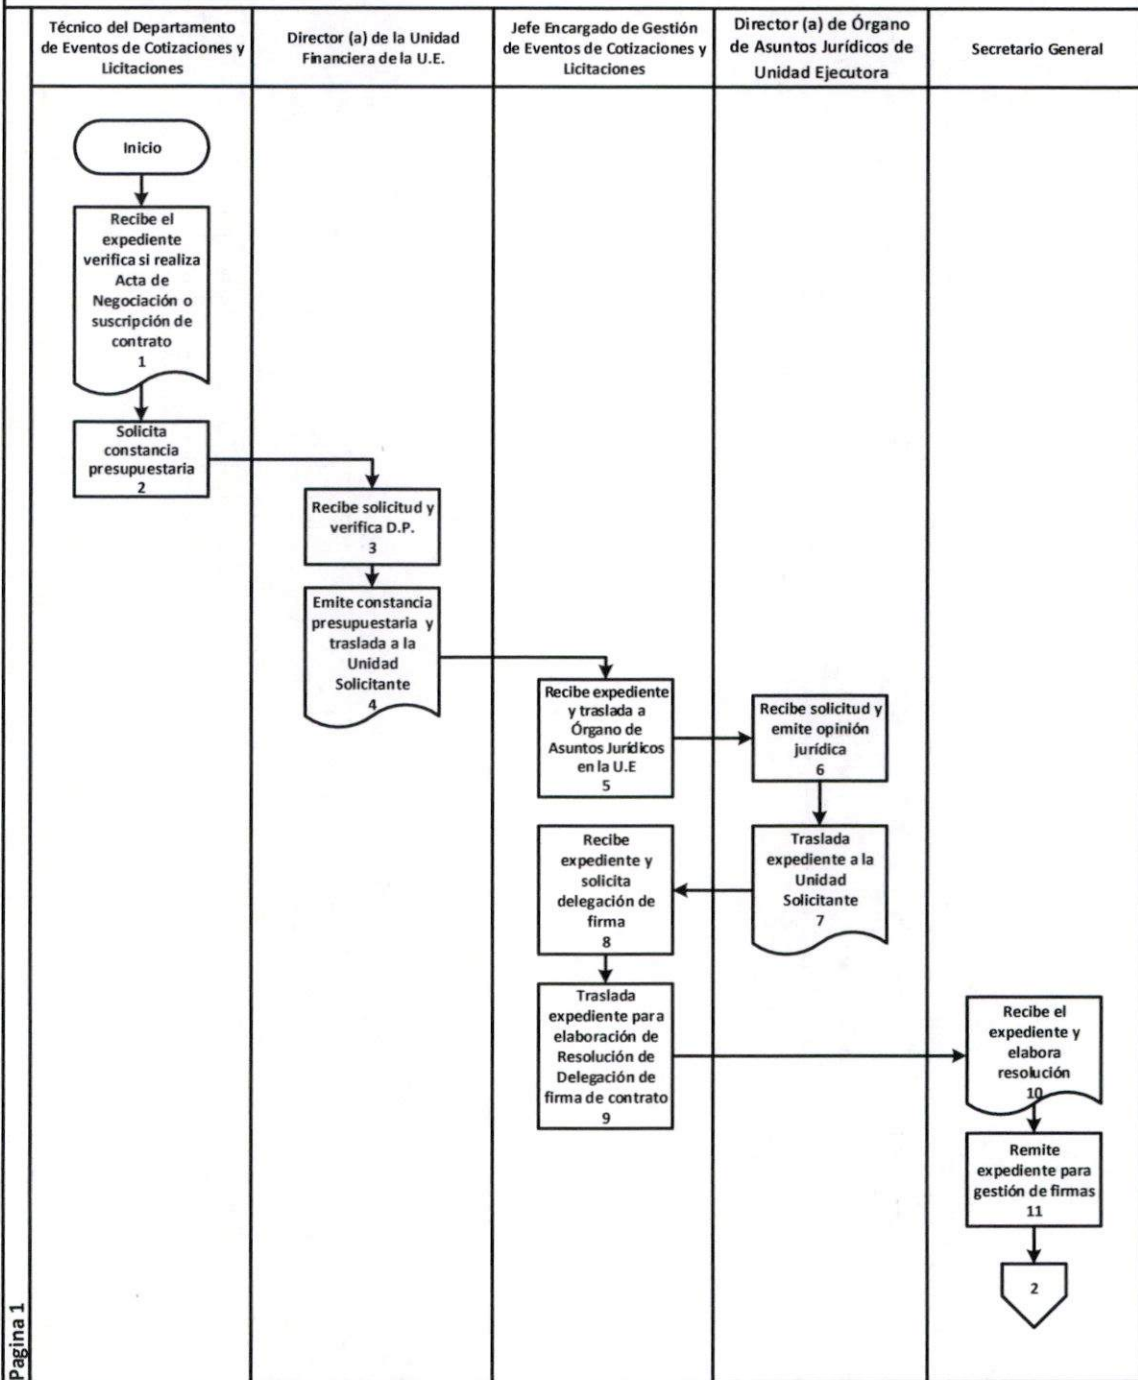 Técnico del Departamento
de Eventos de Cotizaciones y
Licitaciones
Director (a) de la Unidad
Financiera de la U.E.
Jefe Encargado de Gestión
de Eventos de Cotizaciones y
Licitaciones
Director (a) de Órgano
de Asuntos Jurídicos de
Unidad Ejecutora
Secretario General
Inicio
Recibe el
expediente
verifica si realiza
Acta de
Negociación o
suscripción de
contrato
1
Solicita
constancia
presupuestaria
2
Recibe solicitud y
verifica D.P.
3
Emite constancia
presupuestaria y
traslada a la
Unidad
Solicitante
4
Recibe expediente
y traslada a
Órgano de
Asuntos Jurídicos
en la U.E
5
Recibe solicitud y
emite opinión
jurídica
6
Traslada
expediente a la
Unidad
Solicitante
7
Recibe
expediente y
solicita
delegación de
firma
8
Traslada
expediente para
elaboración de
Resolución de
Delegación de
firma de contrato
9
Recibe el
expediente y
elabora
resolución
10
Remite
expediente para
gestión de firmas
11
2
Pagina 1